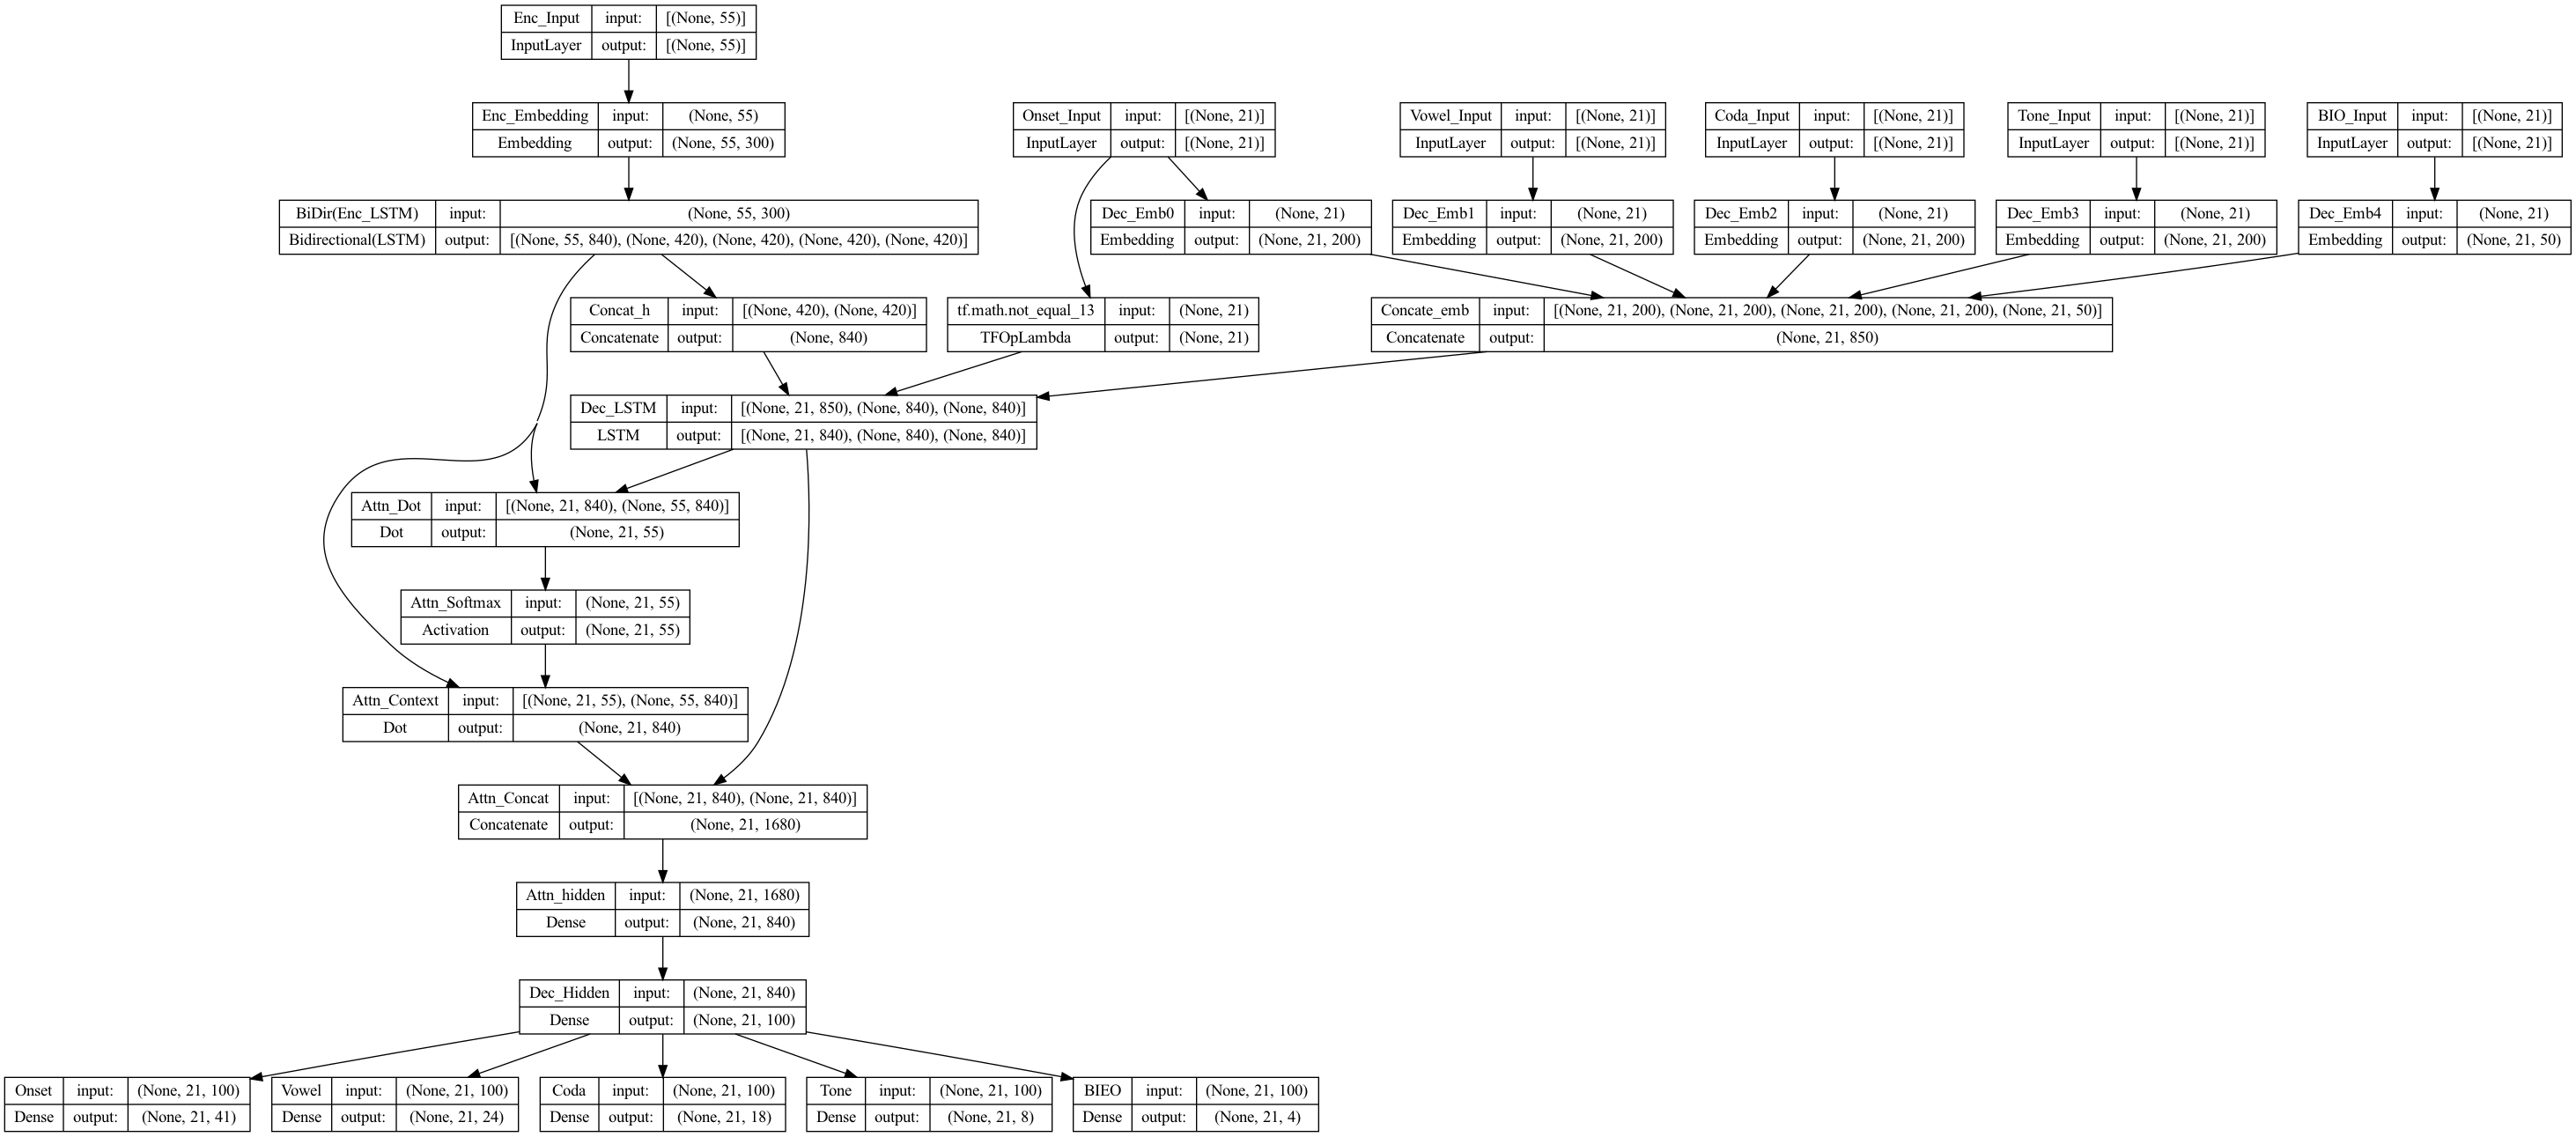 Enc_Input input: [(None, 55)]
InputLayer output: [(None, 55)]
Enc_Embedding input: (None, 55)
Embedding output: (None, 55, 300)
Onset_Input input: [(None, 21)]
InputLayer output: [(None, 21)]
Vowel_Input input: [(None, 21)]
InputLayer output: [(None, 21)]
Coda_Input input: [(None, 21)]
InputLayer output: [(None, 21)]
Tone_Input input: [(None, 21)]
InputLayer output: [(None, 21)]
BIO_Input input: [(None, 21)]
InputLayer output: [(None, 21)]
BiDir(Enc_LSTM) input: (None, 55, 300)
Bidirectional(LSTM) output: [(None, 55, 840), (None, 420), (None, 420), (None, 420), (None, 420)]
Dec_Emb0 input: (None, 21)
Embedding output: (None, 21, 200)
Dec_Emb1 input: (None, 21)
Embedding output: (None, 21, 200)
Dec_Emb2 input: (None, 21)
Embedding output: (None, 21, 200)
Dec_Emb3 input: (None, 21)
Embedding output: (None, 21, 200)
Dec_Emb4 input: (None, 21)
Embedding output: (None, 21, 50)
Concat_h input: [(None, 420), (None, 420)]
Concatenate output: (None, 840)
tf.math.not_equal_13 input: (None, 21)
TFOpLambda output: (None, 21)
Concate_emb input: [(None, 21, 200), (None, 21, 200), (None, 21, 200), (None, 21, 200), (None, 21, 50)]
Concatenate output: (None, 21, 850)
Dec_LSTM input: [(None, 21, 850), (None, 840), (None, 840)]
LSTM output: [(None, 21, 840), (None, 840), (None, 840)]
Attn_Dot input: [(None, 21, 840), (None, 55, 840)]
Dot output: (None, 21, 55)
Attn_Softmax input: (None, 21, 55)
Activation output: (None, 21, 55)
Attn_Context input: [(None, 21, 55), (None, 55, 840)]
Dot output: (None, 21, 840)
Attn_Concat input: [(None, 21, 840), (None, 21, 840)]
Concatenate output: (None, 21, 1680)
Attn_hidden input: (None, 21, 1680)
Dense output: (None, 21, 840)
Dec_Hidden input: (None, 21, 840)
Dense output: (None, 21, 100)
Onset input: (None, 21, 100)
Dense output: (None, 21, 41)
Vowel input: (None, 21, 100)
Dense output: (None, 21, 24)
Coda input: (None, 21, 100)
Dense output: (None, 21, 18)
Tone input: (None, 21, 100)
Dense output: (None, 21, 8)
BIEO input: (None, 21, 100)
Dense output: (None, 21, 4)